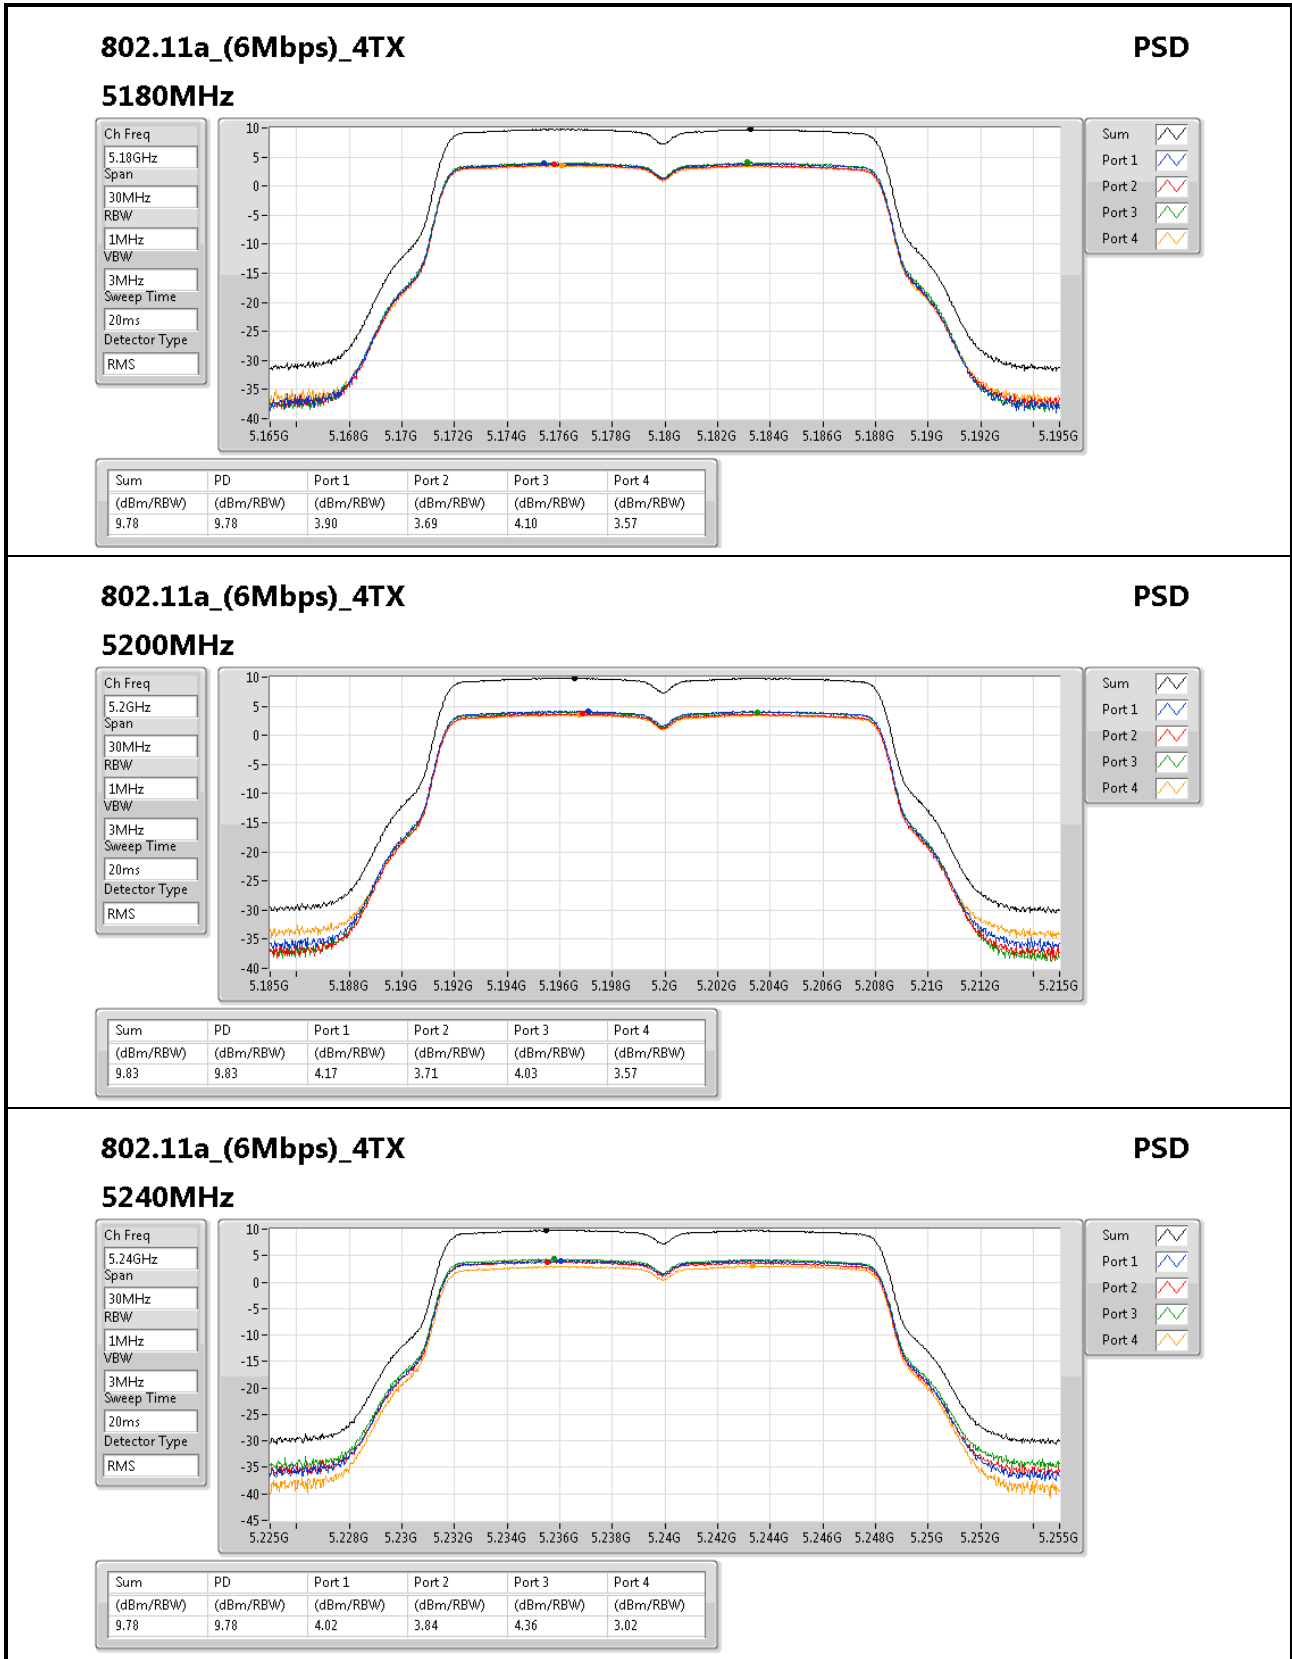 802.11a_(6Mbps)_4TX PSD
5180MHz
Ch Freq
5.18GHz
Span
30MHz
RBW
1MHz
VBW
3MHz
Sweep Time
20ms
Detector Type
RMS
10
5
0
-5
-10
-15
-20
-25
-30
-35
-40
5.165G 5.168G 5.17G 5.172G 5.174G 5.176G 5.178G 5.18G 5.182G 5.184G 5.186G 5.188G 5.19G 5.192G 5.195G
Sum
Port 1
Port 2
Port 3
Port 4
Sum PD Port 1 Port 2 Port 3 Port 4
(dBm/RBW) (dBm/RBW) (dBm/RBW) (dBm/RBW) (dBm/RBW) (dBm/RBW)
9.78 9.78 3.90 3.69 4.10 3.57
802.11a_(6Mbps)_4TX PSD
5200MHz
Ch Freq
5.2GHz
Span
30MHz
RBW
1MHz
VBW
3MHz
Sweep Time
20ms
Detector Type
RMS
10
5
0
-5
-10
-15
-20
-25
-30
-35
-40
5.185G 5.188G 5.19G 5.192G 5.194G 5.196G 5.198G 5.2G 5.202G 5.204G 5.206G 5.208G 5.21G 5.212G 5.215G
Sum
Port 1
Port 2
Port 3
Port 4
Sum PD Port 1 Port 2 Port 3 Port 4
(dBm/RBW) (dBm/RBW) (dBm/RBW) (dBm/RBW) (dBm/RBW) (dBm/RBW)
9.83 9.83 4.17 3.71 4.03 3.57
802.11a_(6Mbps)_4TX PSD
5240MHz
Ch Freq
5.24GHz
Span
30MHz
RBW
1MHz
VBW
3MHz
Sweep Time
20ms
Detector Type
RMS
10
5
0
-5
-10
-15
-20
-25
-30
-35
-40
-45
5.225G 5.228G 5.23G 5.232G 5.234G 5.236G 5.238G 5.24G 5.242G 5.244G 5.246G 5.248G 5.25G 5.252G 5.255G
Sum
Port 1
Port 2
Port 3
Port 4
Sum PD Port 1 Port 2 Port 3 Port 4
(dBm/RBW) (dBm/RBW) (dBm/RBW) (dBm/RBW) (dBm/RBW) (dBm/RBW)
9.78 9.78 4.02 3.84 4.36 3.02